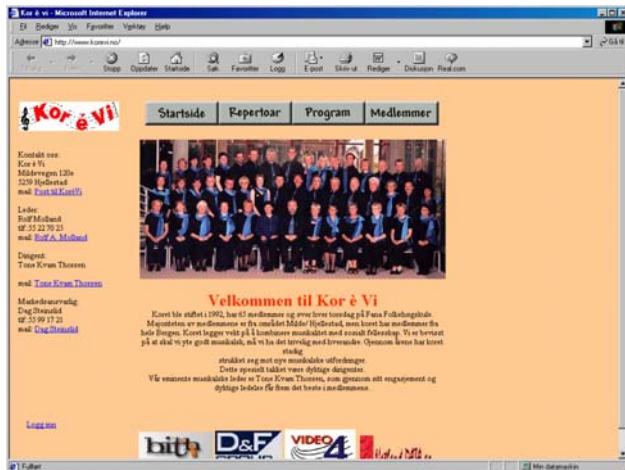 Kor è vi - Microsoft Internet Explorer
Fil Rediger Vis Favoritter Verktøy Hjelp
Adresse http://www.korevi.no/
Gå til
Stopp Oppdater Startside Søk Favoritter Logg E-post Skriv ut Rediger Diskusjon Real.com
Kor è Vi
Startside Repertoar Program Medlemmer
Kontakt oss:
Kor è Vi
Mildevegen 120e
5259 Hjellestad
mail: Post til KorèVi
Leder:
Rolf Molland
tlf: 55 22 70 25
mail: Rolf A. Molland
Dirigent:
Tone Kvam Thorsen
mail: Tone Kvam Thorsen
Markedsansvarlig:
Dag Steinslid
tlf: 55 99 17 21
mail: Dag Steinslid
Logg inn
Velkommen til Kor è Vi
Koret ble stiftet i 1992, har 65 medlemmer og øver hver torsdag på Fana Folkehøgskule.
Majoriteten av medlemmene er fra området Milde/ Hjellestad, men koret har medlemmer fra
hele Bergen. Koret legger vekt på å kombinere musikalitet med sosialt fellesskap. Vi er bevisst
på at skal vi yte godt musikalsk, må vi ha det trivelig med hverandre. Gjennom årene har koret
stadig
strukket seg mot nye musikalske utfordringer.
Dette spesielt takket være dyktige dirigenter.
Vår eminente musikalske leder er Tone Kvam Thorsen, som gjennom sitt engasjement og
dyktige ledelse får frem det beste i medlemmene.
D&F
GROUP
VIDEO
4
DATA
Fullført
Min datamaskin